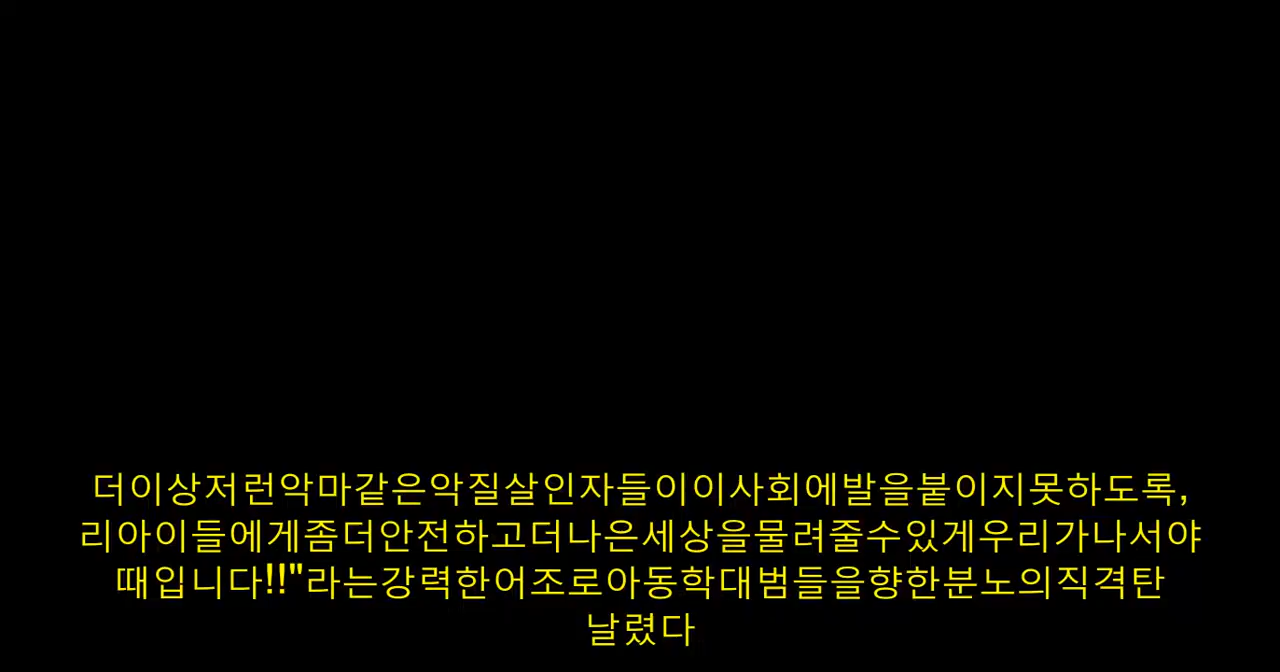 더이상저런악마같은악질살인자들이이사회에발을붙이지못하도록,
리아이들에게좀더안전하고더나은세상을물려줄수있게우리가나서야
때입니다!!"라는강력한어조로아동학대범들을향한분노의직격탄
날렸다